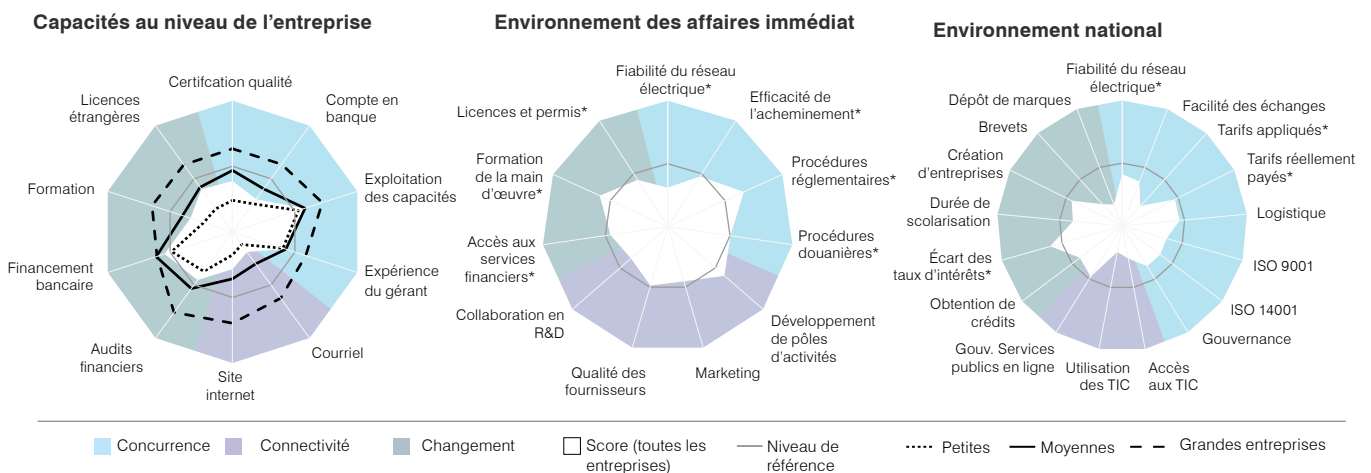 Capacités au niveau de l'entreprise
Certifcation qualité
Compte en
banque
Exploitation
des capacités
Expérience
du gérant
Courriel
Site
internet
Audits
financiers
Financement
bancaire
Formation
Licences
étrangères
Environnement des affaires immédiat
Fiabilité du réseau
électrique*
Efficacité de
l'acheminement*
Procédures
réglementaires*
Procédures
douanières*
Développement
de pôles
d'activités
Marketing
Qualité des
fournisseurs
Collaboration en
R&D
Accès aux
services
financiers*
Formation
de la main
d'œuvre*
Licences et permis*
Environnement national
Fiabilité du réseau
électrique*
Facilité des échanges
Tarifs appliqués*
Tarifs réellement
payés*
Logistique
ISO 9001
ISO 14001
Gouvernance
Accès
aux TIC
Utilisation
des TIC
Gouv. Services
publics en ligne
Obtention de
crédits
Écart des
taux d'intérêts*
Durée de
scolarisation
Création
d'entreprises
Brevets
Dépôt de marques
Concurrence
Connectivité
Changement
Score (toutes les
entreprises)
Niveau de
référence
Petites
Moyennes
Grandes entreprises